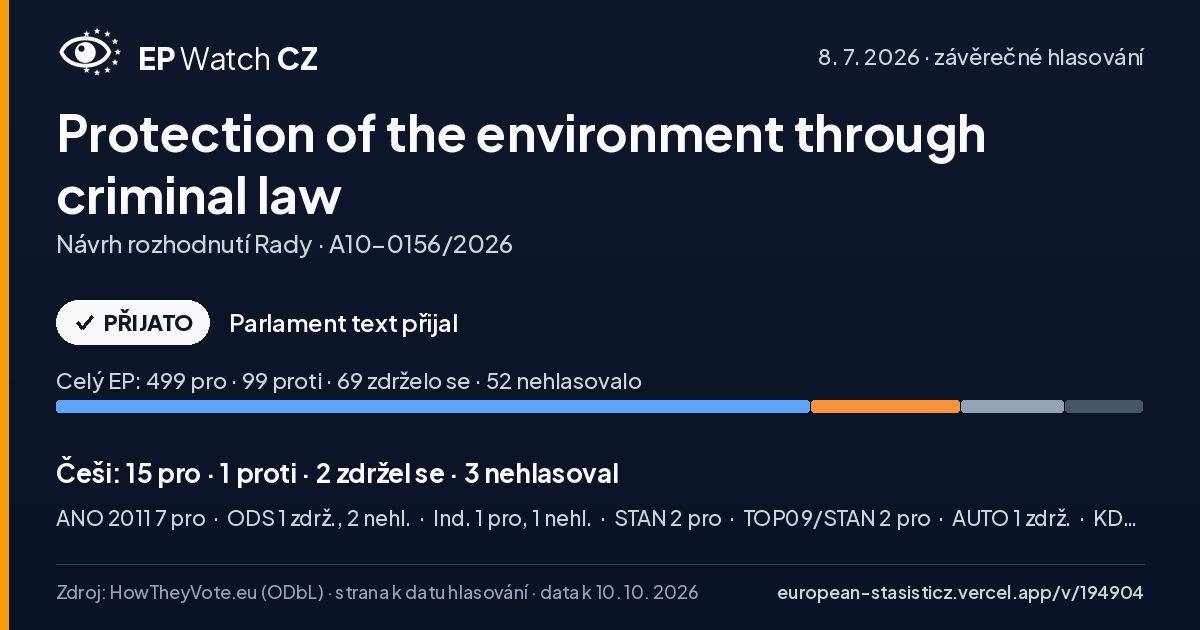 EP Watch CZ
8. 7. 2026 · závěrečné hlasování
Protection of the environment through
criminal law
Návrh rozhodnutí Rady · A10-0156/2026
✓ PŘIJATO
Parlament text přijal
Celý EP: 499 pro · 99 proti · 69 zdrželo se · 52 nehlasovalo
Češi: 15 pro · 1 proti · 2 zdržel se · 3 nehlasoval
ANO 2011 7 pro · ODS 1 zdrž., 2 nehl. · Ind. 1 pro, 1 nehl. · STAN 2 pro · TOP09/STAN 2 pro · AUTO 1 zdrž. · KD…
Zdroj: HowTheyVote.eu (ODbL) · strana k datu hlasování · data k 10. 10. 2026
european-stasisticz.vercel.app/v/194904